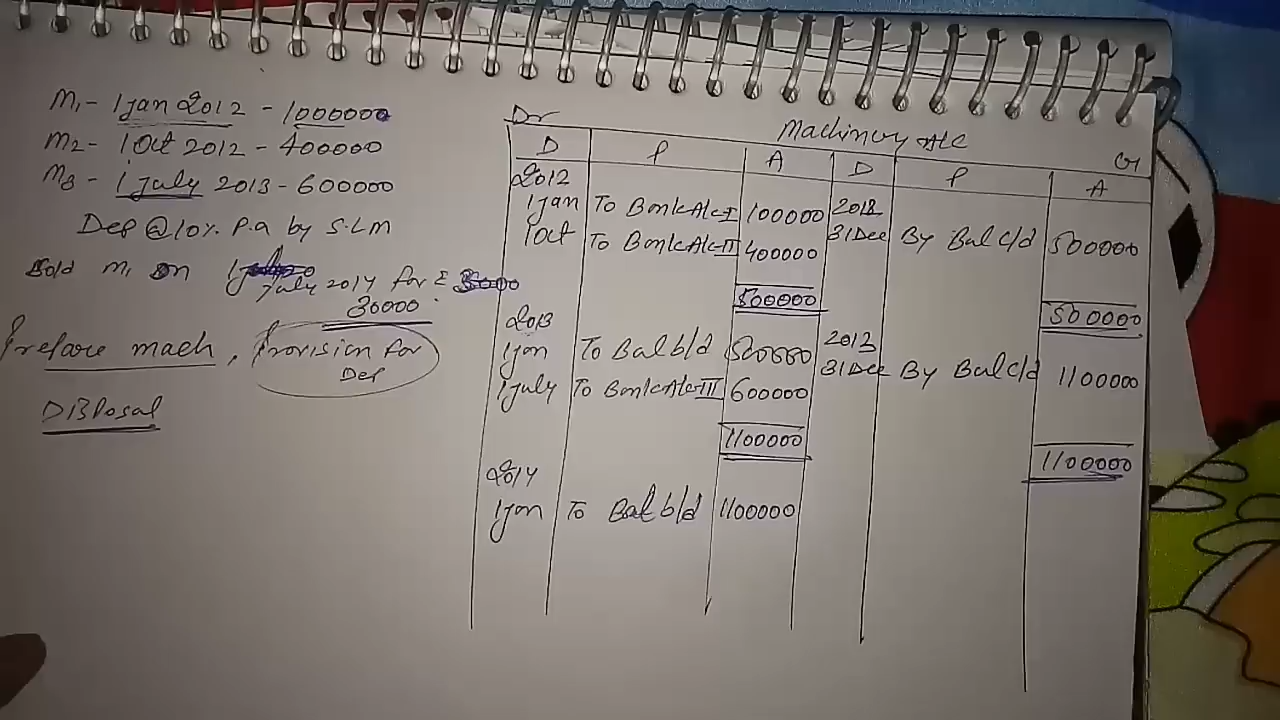 M1 - 1 Jan 2012 - 1000000
M2 - 1 Oct 2012 - 400000
M3 - 1 July 2013 - 600000
Dep @ 10% P.a by S.L.M
Sold M1 on 1 July 2014 for ₹
30000
Prepare mach, Provision for
Dep
Disposal
Dr Machinery A/c Cr
D P A D P A
2012
1 Jan To Bank A/c-I 100000 2012
31 Dec By Bal c/d 500000
1 Oct To Bank A/c-II 400000
500000 500000
2013
1 Jan To Bal b/d 500000 2013
31 Dec By Bal c/d 1100000
1 July To Bank A/c III 600000
1100000 1100000
2014
1 Jan To Bal b/d 1100000